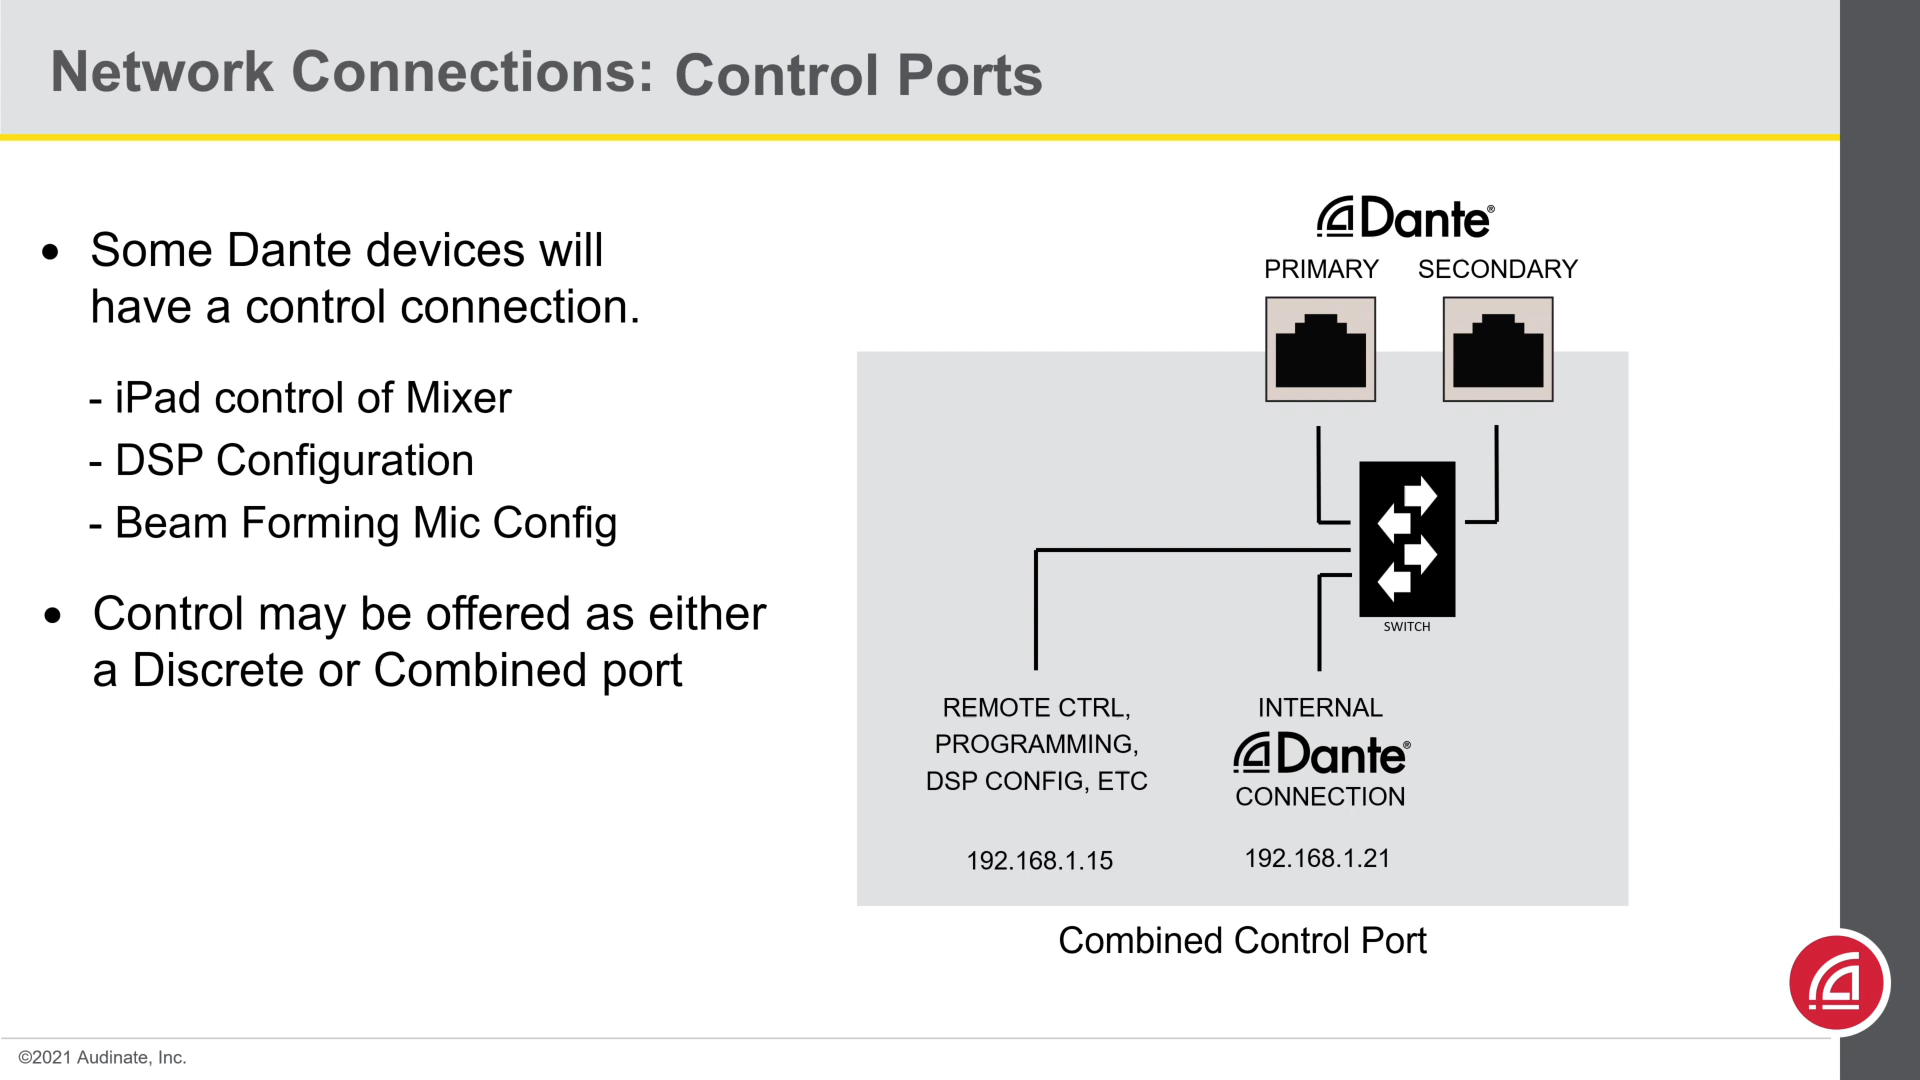 Network Connections: Control Ports
• Some Dante devices will
have a control connection.
- iPad control of Mixer
- DSP Configuration
- Beam Forming Mic Config
• Control may be offered as either
a Discrete or Combined port
Dante®
PRIMARY SECONDARY
SWITCH
REMOTE CTRL,
PROGRAMMING,
DSP CONFIG, ETC
192.168.1.15
INTERNAL
Dante®
CONNECTION
192.168.1.21
Combined Control Port
©2021 Audinate, Inc.